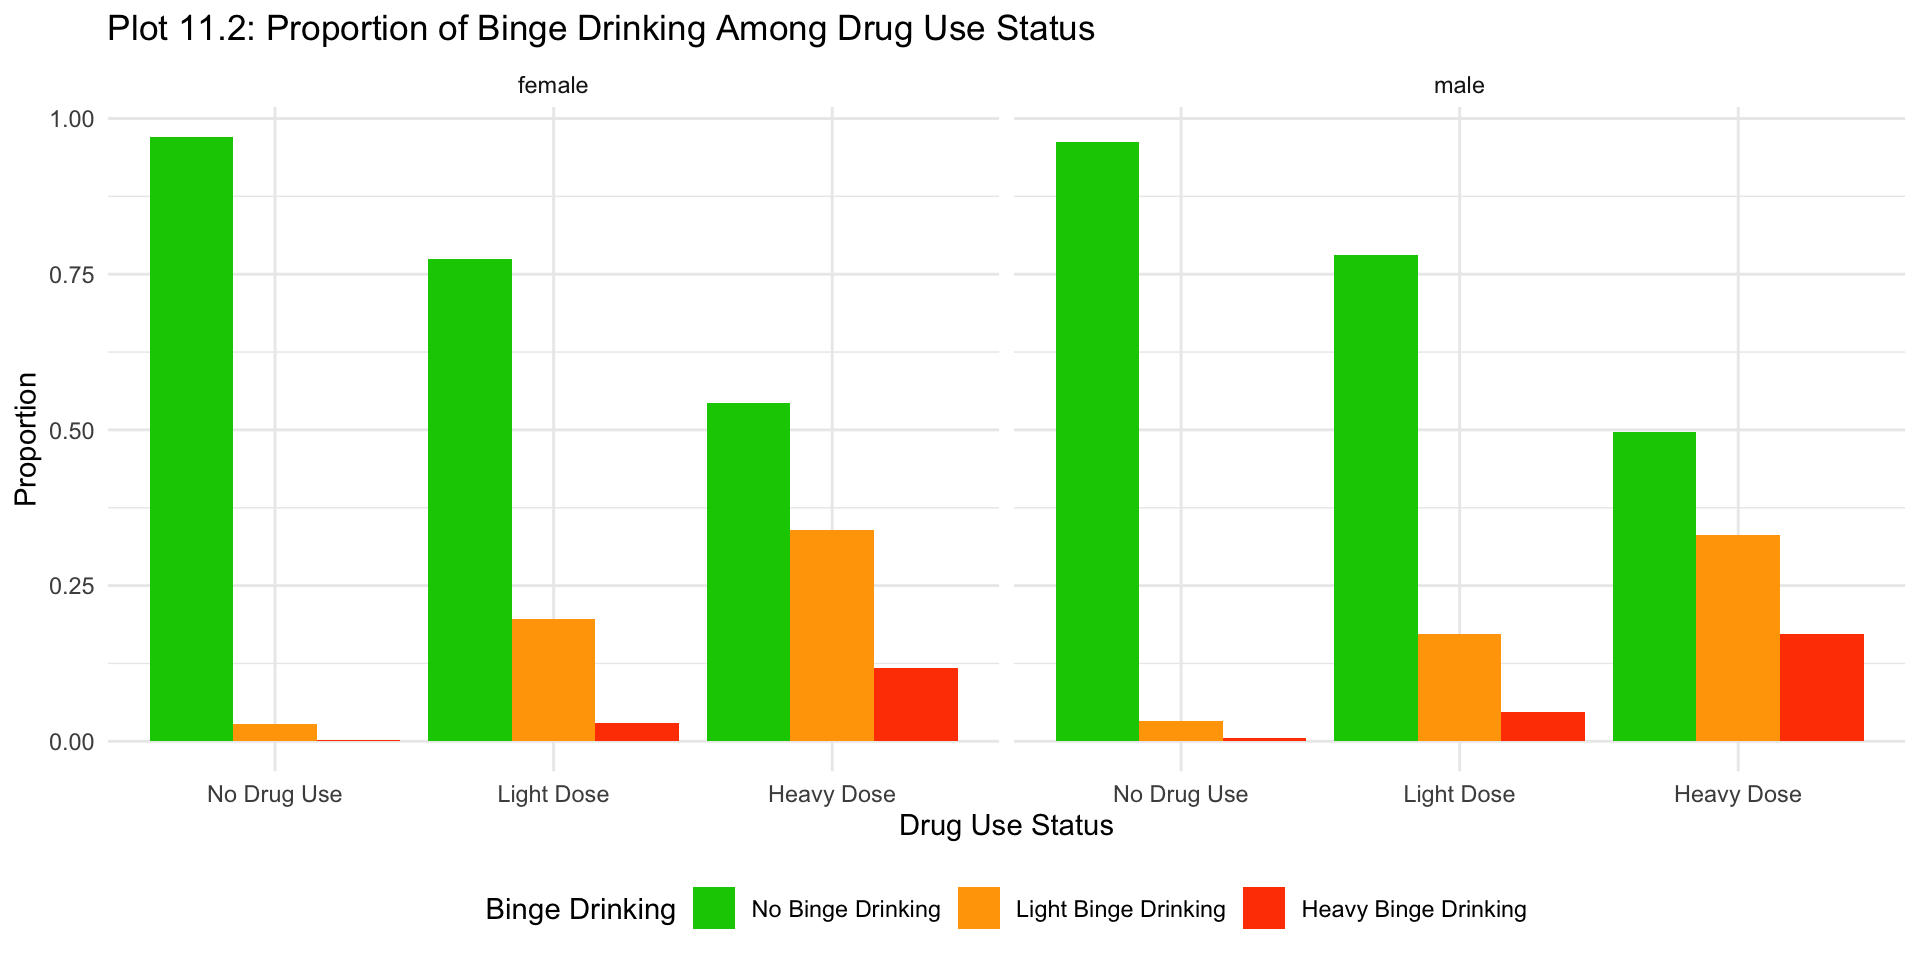 Plot 11.2: Proportion of Binge Drinking Among Drug Use Status
female
male
1.00
0.75
0.50
0.25
0.00
Proportion
No Drug Use
Light Dose
Heavy Dose
No Drug Use
Light Dose
Heavy Dose
Drug Use Status
Binge Drinking
No Binge Drinking
Light Binge Drinking
Heavy Binge Drinking